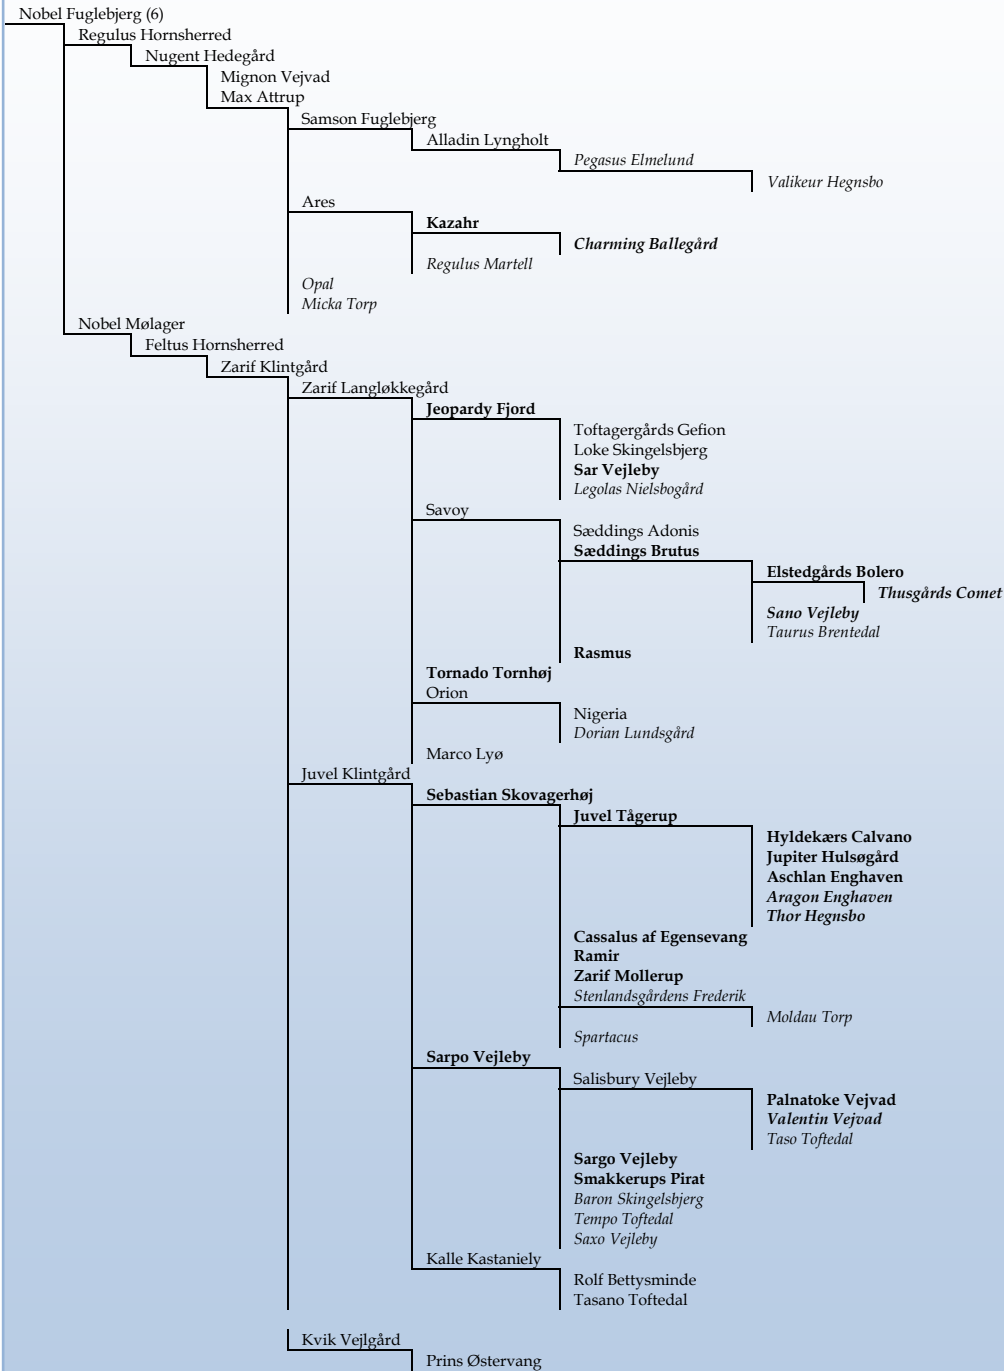 Nobel Fuglebjerg (6)
Regulus Hornsherred
Nugent Hedegård
Mignon Vejvad
Max Attrup
Samson Fuglebjerg
Alladin Lyngholt
Pegasus Elmelund
Valikeur Hegnsbo
Ares
Kazahr
Charming Ballegård
Regulus Martell
Opal
Micka Torp
Nobel Mølager
Feltus Hornsherred
Zarif Klintgård
Zarif Langløkkegård
Jeopardy Fjord
Toftagergårds Gefion
Loke Skingelsbjerg
Sar Vejleby
Legolas Nielsbogård
Savoy
Sæddings Adonis
Sæddings Brutus
Elstedgårds Bolero
Thusgårds Comet
Sano Vejleby
Taurus Brentedal
Rasmus
Tornado Tornhøj
Orion
Nigeria
Dorian Lundsgård
Marco Lyø
Juvel Klintgård
Sebastian Skovagerhøj
Juvel Tågerup
Hyldekærs Calvano
Jupiter Hulsøgård
Aschlan Enghaven
Aragon Enghaven
Thor Hegnsbo
Cassalus af Egensevang
Ramir
Zarif Mollerup
Stenlandsgårdens Frederik
Moldau Torp
Spartacus
Sarpo Vejleby
Salisbury Vejleby
Palnatoke Vejvad
Valentin Vejvad
Taso Toftedal
Sargo Vejleby
Smakkerups Pirat
Baron Skingelsbjerg
Tempo Toftedal
Saxo Vejleby
Kalle Kastaniely
Rolf Bettysminde
Tasano Toftedal
Kvik Vejlgård
Prins Østervang